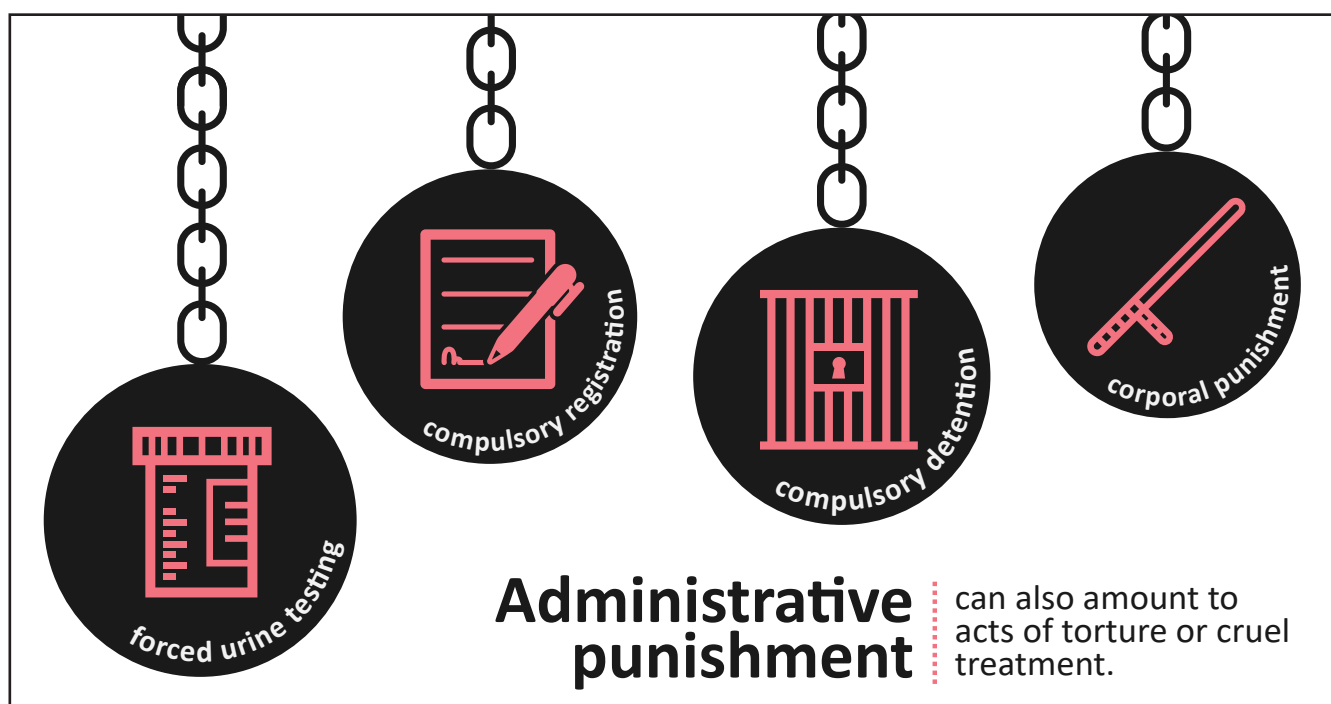 forced urine testing
compulsory registration
compulsory detention
corporal punishment
Administrative
punishment
can also amount to
acts of torture or cruel
treatment.